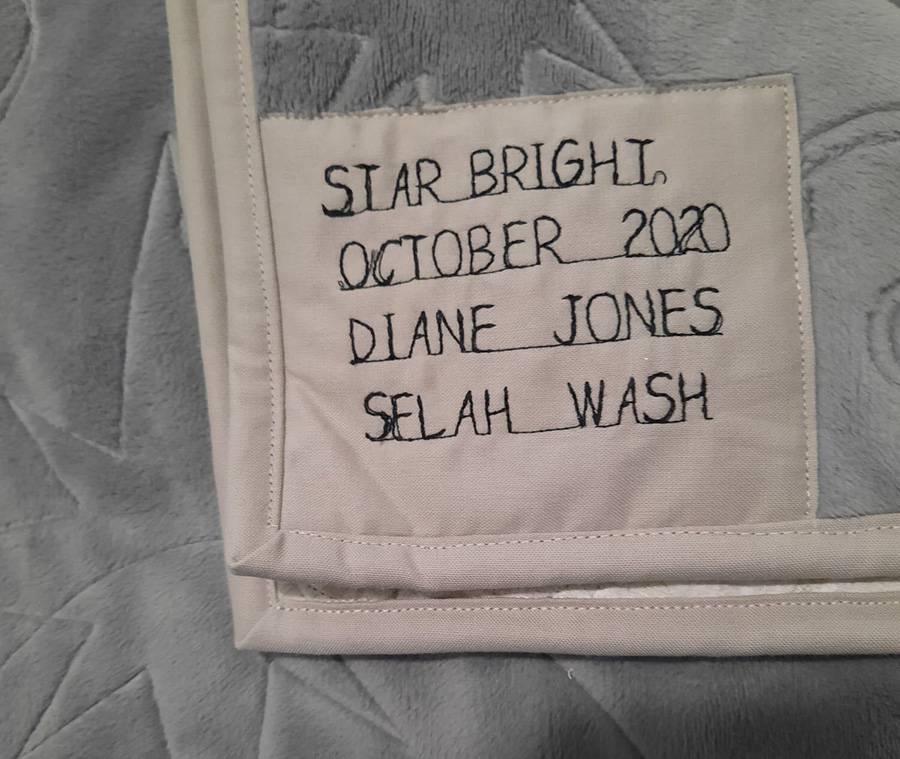 STAR BRIGHT
OCTOBER 2020
DIANE JONES
SELAH WASH